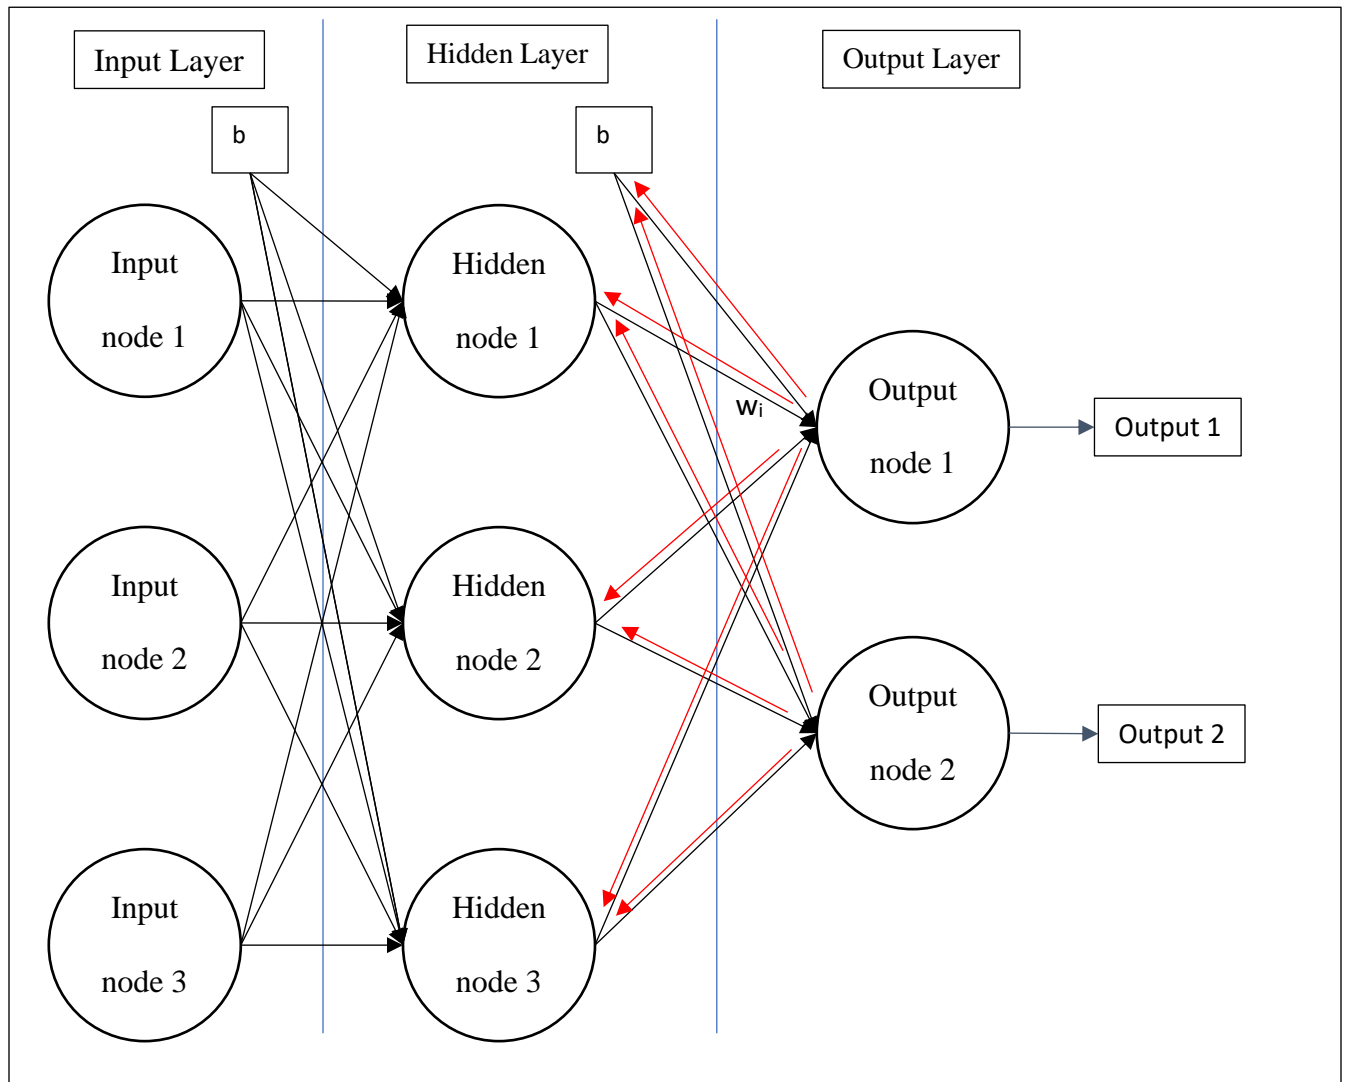 Input Layer
Hidden Layer
Output Layer
b
b
Input
node 1
Hidden
node 1
Output
node 1
wi
Output 1
Input
node 2
Hidden
node 2
Output
node 2
Output 2
Input
node 3
Hidden
node 3